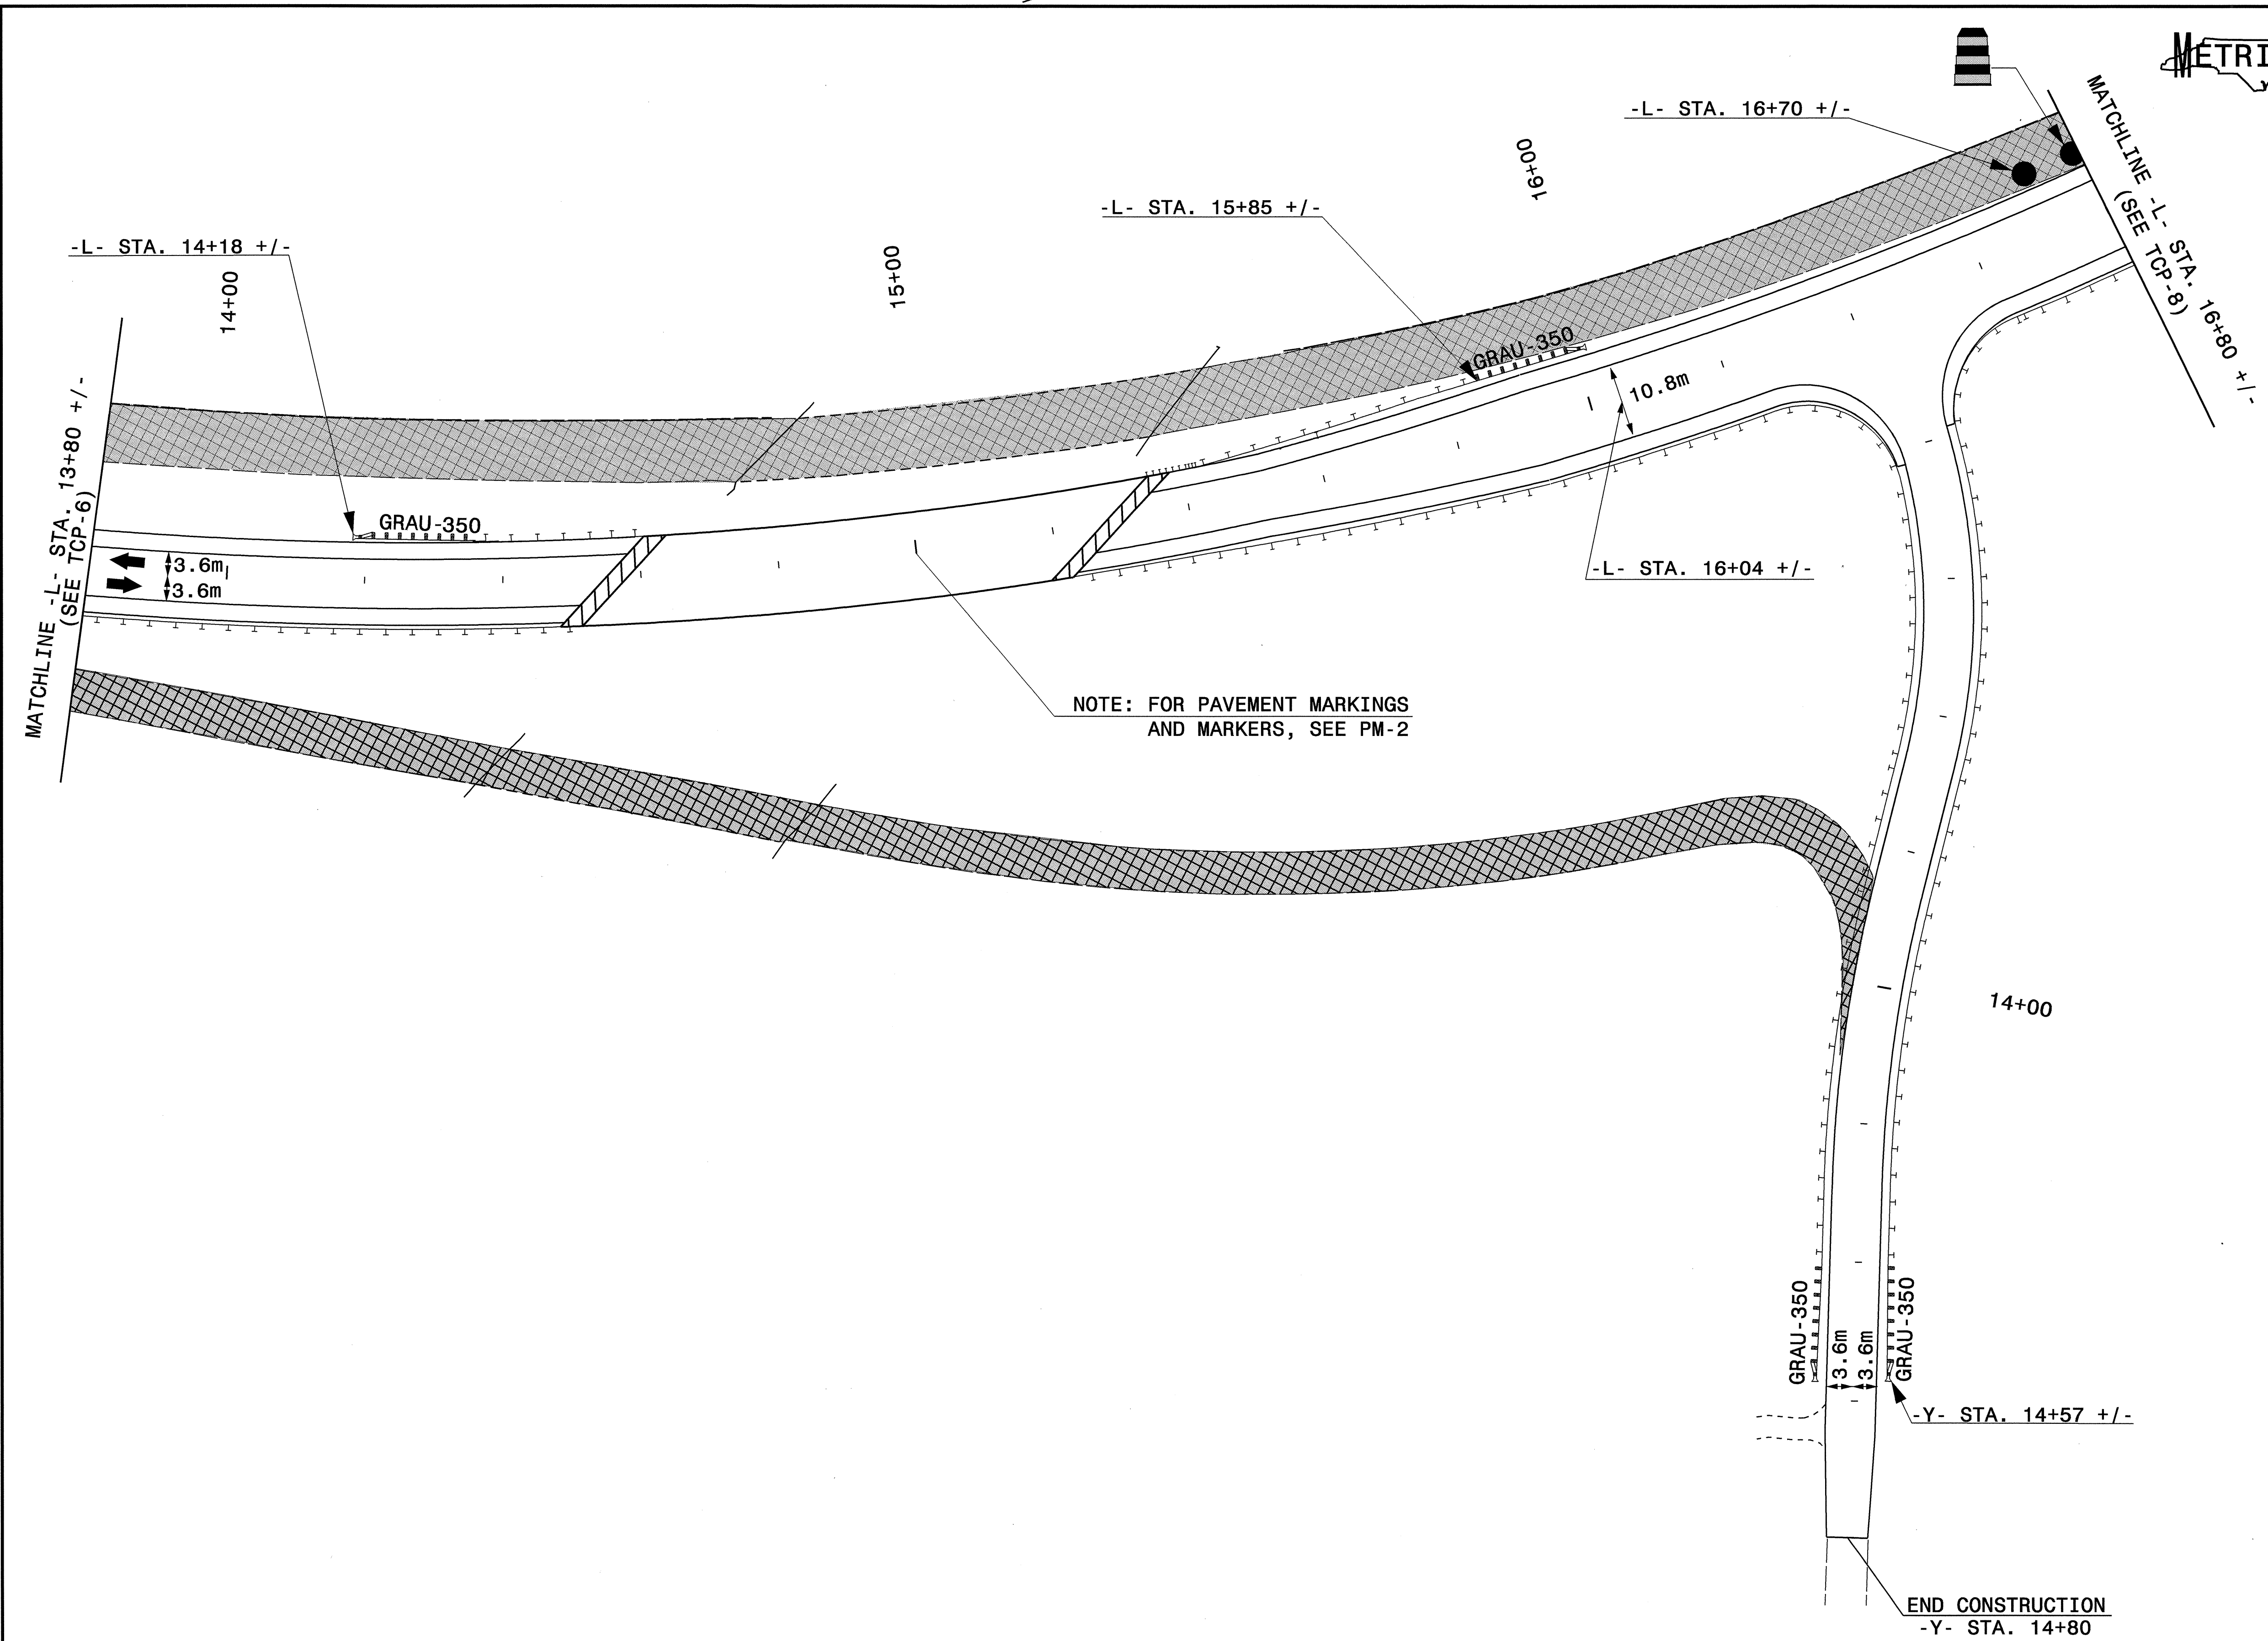 METRI
-L- STA. 16+70 +/-
MATCHLINE -L- STA. 16+80 +/-
(SEE TCP-8)
16+00
-L- STA. 15+85 +/-
-L- STA. 14+18 +/-
14+00
15+00
GRAU-350
10.8m
MATCHLINE -L- STA. 13+80 +/-
(SEE TCP-6)
GRAU-350
3.6m
3.6m
-L- STA. 16+04 +/-
NOTE: FOR PAVEMENT MARKINGS
AND MARKERS, SEE PM-2
14+00
GRAU-350
3.6m
3.6m
GRAU-350
-Y- STA. 14+57 +/-
END CONSTRUCTION
-Y- STA. 14+80